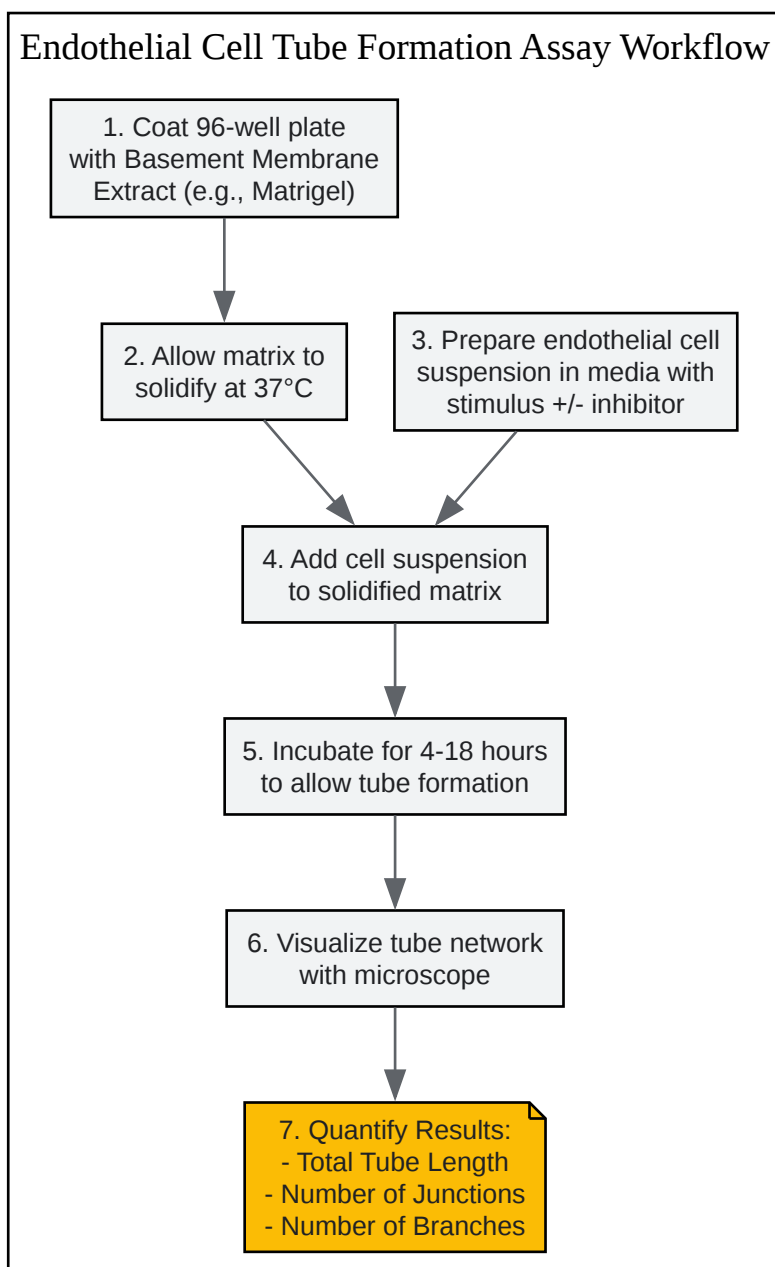 Endothelial Cell Tube Formation Assay Workflow
1. Coat 96-well plate
with Basement Membrane
Extract (e.g., Matrigel)
2. Allow matrix to
solidify at 37°C
3. Prepare endothelial cell
suspension in media with
stimulus +/- inhibitor
4. Add cell suspension
to solidified matrix
5. Incubate for 4-18 hours
to allow tube formation
6. Visualize tube network
with microscope
7. Quantify Results:
- Total Tube Length
- Number of Junctions
- Number of Branches